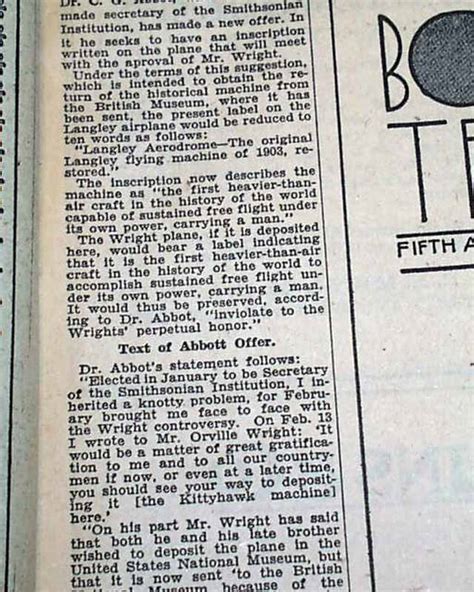 Dr. C. G. Abbot,
made secretary of the Smithsonian
Institution, has made a new offer. In
it he seeks to have an inscription
written on the plane that will meet
with the aproval of Mr. Wright.
Under the terms of this suggestion,
which is intended to obtain the re-
turn of the historical machine from
the British Museum, where it has
been sent, the present label on the
Langley airplane would be reduced to
ten words as follows:
"Langley Aerodrome—The original
Langley flying machine of 1903, re-
stored."
The inscription now describes the
machine as "the first heavier-than-
air craft in the history of the world
capable of sustained free flight under
its own power, carrying a man."
The Wright plane, if it is deposited
here, would bear a label indicating
that it is the first heavier-than-air
craft in the history of the world to
accomplish sustained free flight un-
der its own power, carrying a man.
It would thus be preserved, accord-
ing to Dr. Abbot, "inviolate to the
Wrights' perpetual honor."
Text of Abbott Offer.
Dr. Abbot's statement follows:
"Elected in January to be Secretary
of the Smithsonian Institution, I in-
herited a knotty problem, for Febru-
ary brought me face to face with
the Wright controversy. On Feb. 13
I wrote to Mr. Orville Wright: 'It
would be a matter of great gratifica-
tion to me and to all our country-
men if now, or even at a later time,
you should see your way to deposit-
ing it [the Kittyhawk machine]
here.'
"On his part Mr. Wright has said
that both he and his late brother
wished to deposit the plane in the
United States National Museum, but
that it is now sent 'to the British
Museum because of the
BO
TE
FIFTH A